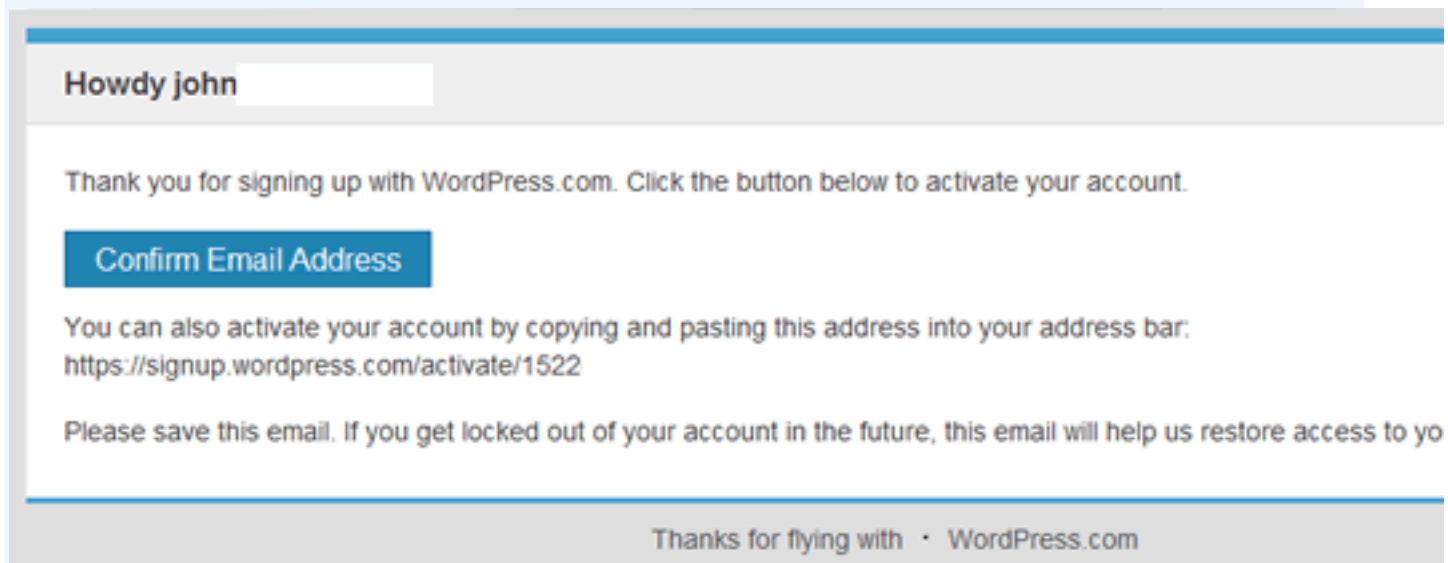 Howdy john
Thank you for signing up with WordPress.com. Click the button below to activate your account.
Confirm Email Address
You can also activate your account by copying and pasting this address into your address bar:
https://signup.wordpress.com/activate/1522
Please save this email. If you get locked out of your account in the future, this email will help us restore access to yo
Thanks for flying with · WordPress.com